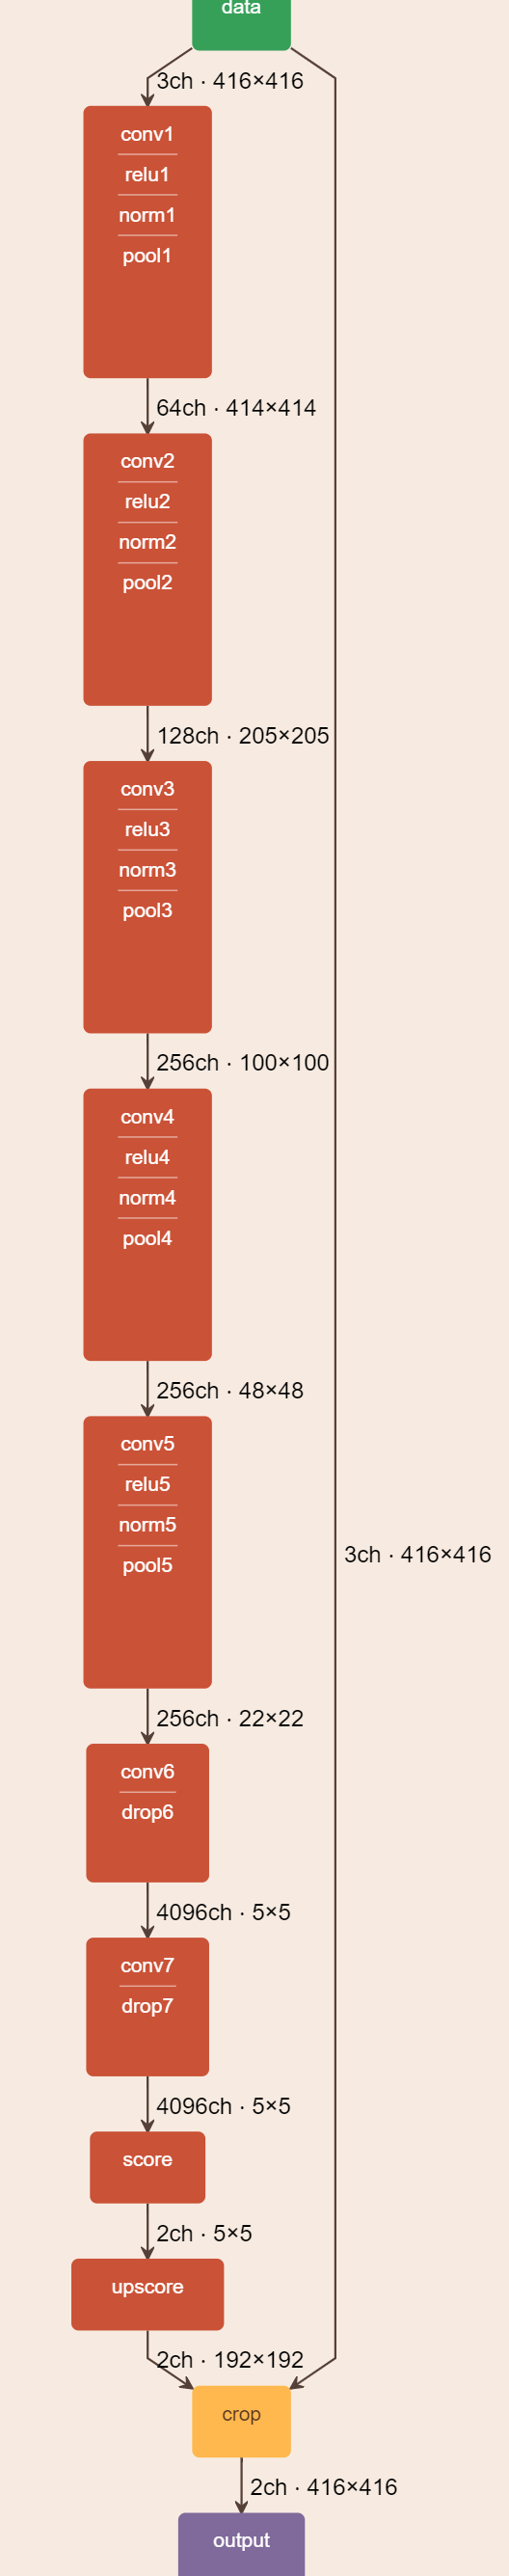 data
3ch · 416×416
conv1
relu1
norm1
pool1
64ch · 414×414
conv2
relu2
norm2
pool2
128ch · 205×205
conv3
relu3
norm3
pool3
256ch · 100×100
conv4
relu4
norm4
pool4
256ch · 48×48
conv5
relu5
norm5
pool5
3ch · 416×416
256ch · 22×22
conv6
drop6
4096ch · 5×5
conv7
drop7
4096ch · 5×5
score
2ch · 5×5
upscore
2ch · 192×192
crop
2ch · 416×416
output